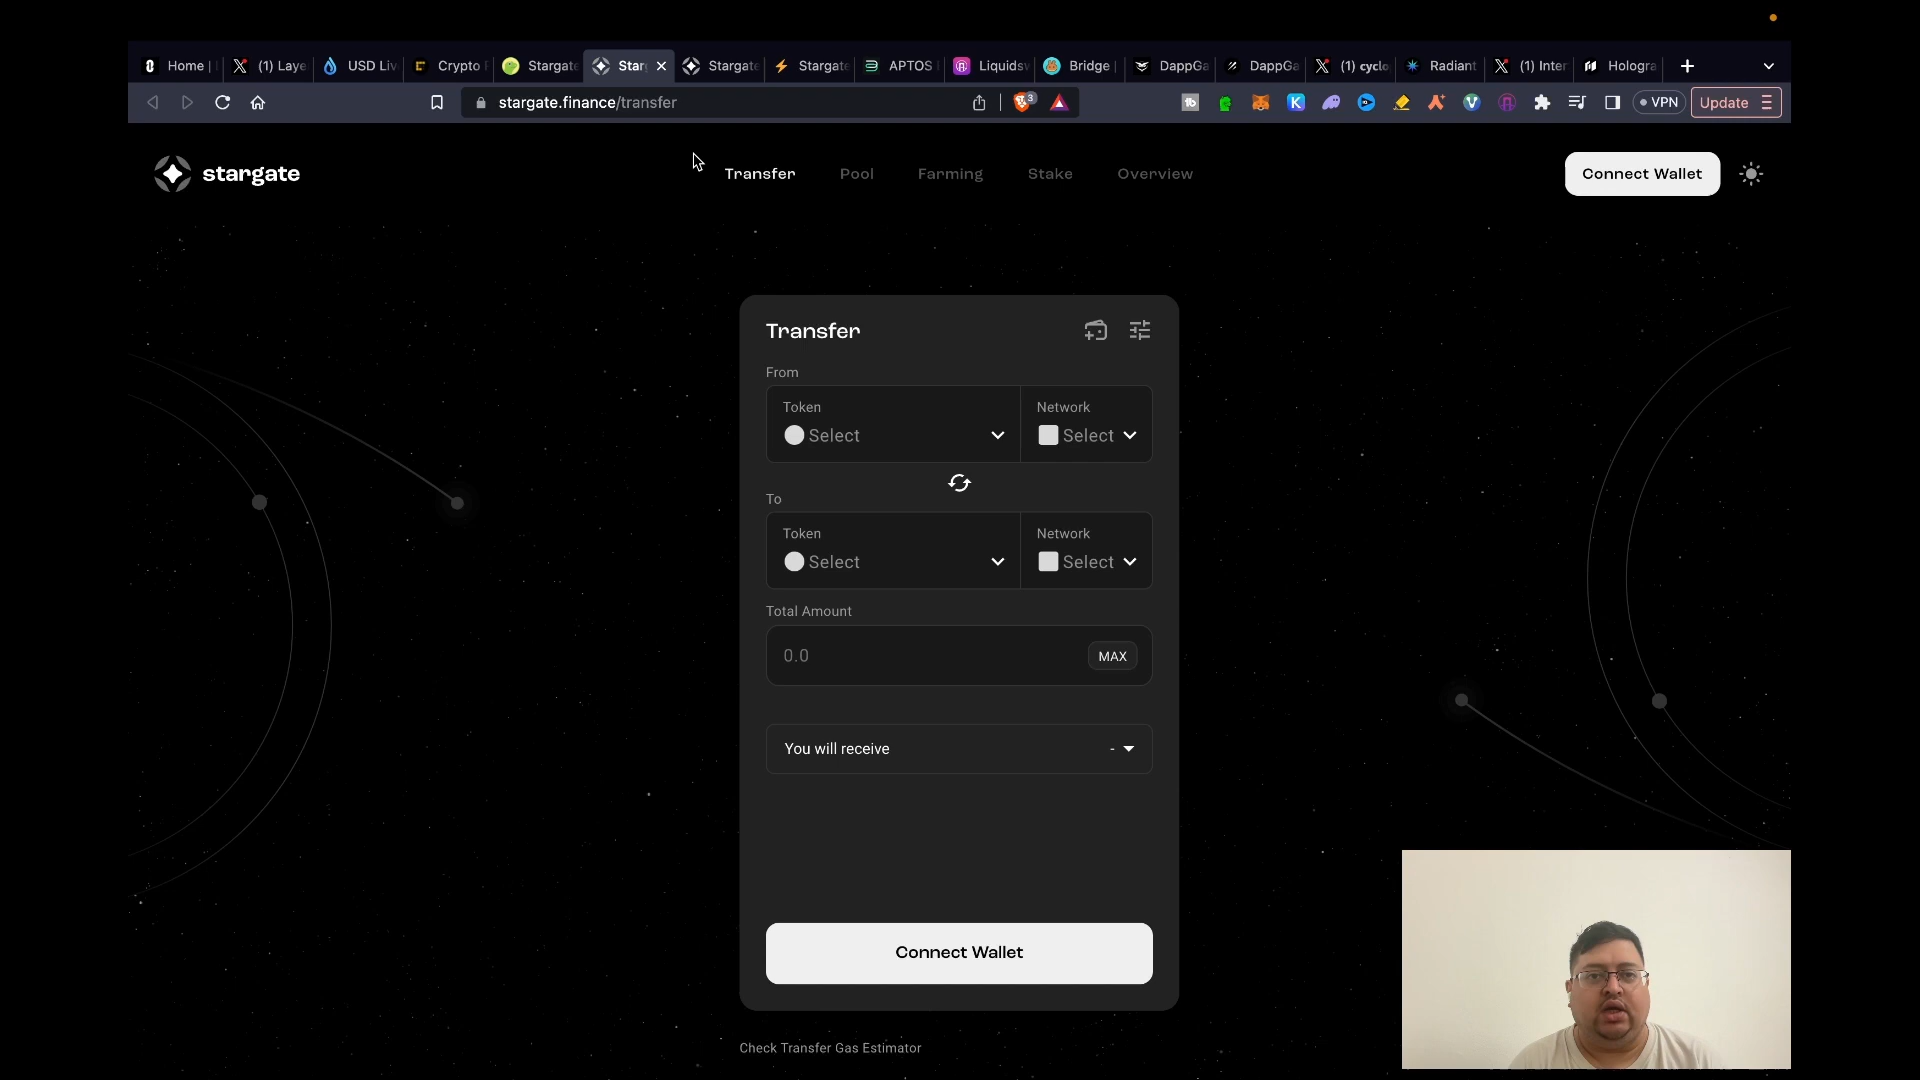 Home | (1) Laye USD Liv Crypto Stargate Star Stargate Stargate APTOS Liquidsw Bridge | DappGa DappGa (1) cyclo Radiant (1) Inter Hologra
stargate.finance/transfer 3 VPN Update
stargate Transfer Pool Farming Stake Overview Connect Wallet
Transfer
From
Token Network
Select Select
To
Token Network
Select Select
Total Amount
0.0 MAX
You will receive -
Connect Wallet
Check Transfer Gas Estimator